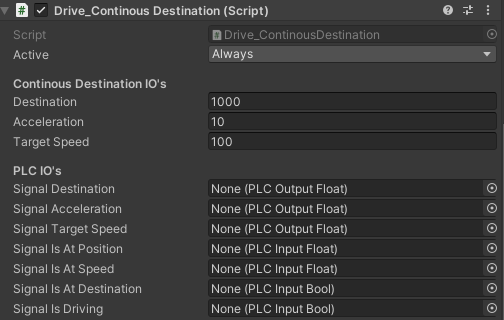 Drive_Continous Destination (Script)
Script Drive_ContinousDestination
Active Always
Continous Destination IO's
Destination 1000
Acceleration 10
Target Speed 100
PLC IO's
Signal Destination None (PLC Output Float)
Signal Acceleration None (PLC Output Float)
Signal Target Speed None (PLC Output Float)
Signal Is At Position None (PLC Input Float)
Signal Is At Speed None (PLC Input Float)
Signal Is At Destination None (PLC Input Bool)
Signal Is Driving None (PLC Input Bool)